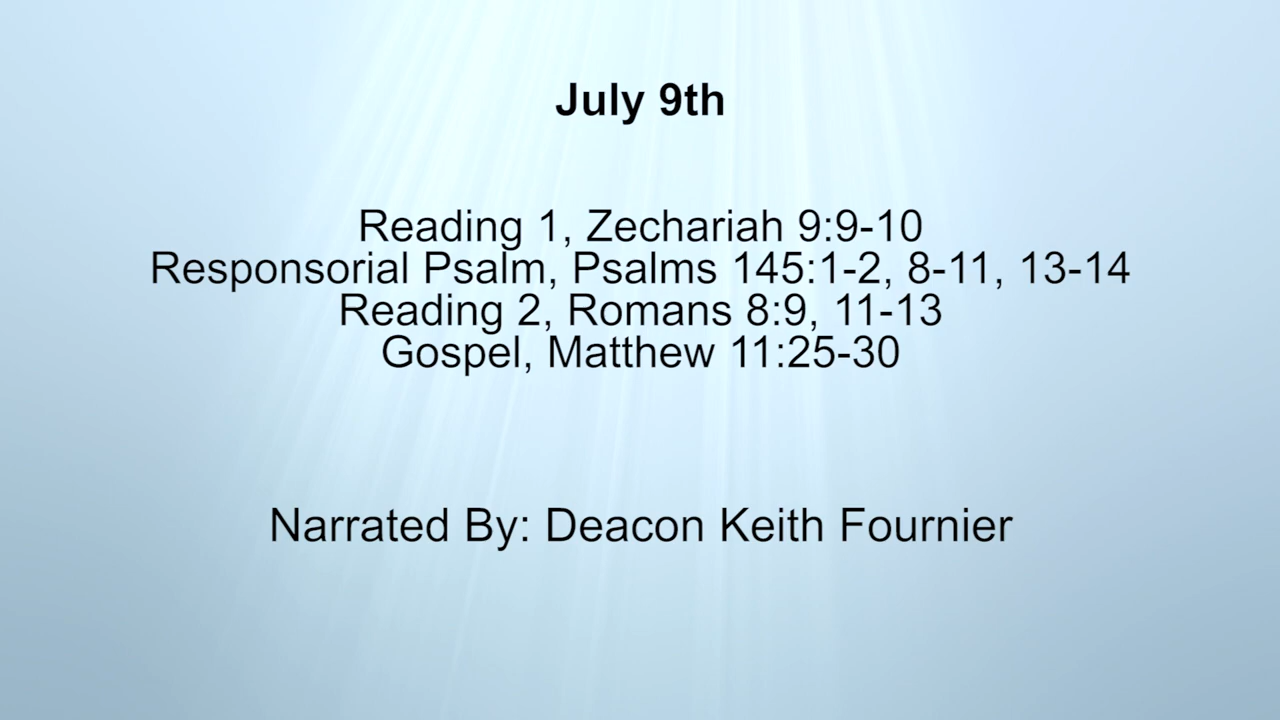 July 9th
Reading 1, Zechariah 9:9-10
Responsorial Psalm, Psalms 145:1-2, 8-11, 13-14
Reading 2, Romans 8:9, 11-13
Gospel, Matthew 11:25-30
Narrated By: Deacon Keith Fournier